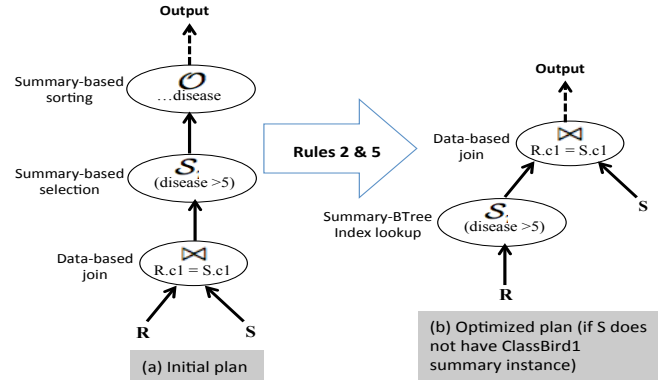 Output
Summary-based
sorting
O
...disease
Summary-based
selection
S.
(disease >5)
Data-based
join
⋈
R.c1 = S.c1
R
S
(a) Initial plan
Rules 2 & 5
Output
Data-based
join
⋈
R.c1 = S.c1
S
Summary-BTree
Index lookup
S.
(disease >5)
R
(b) Optimized plan (if S does
not have ClassBird1
summary instance)